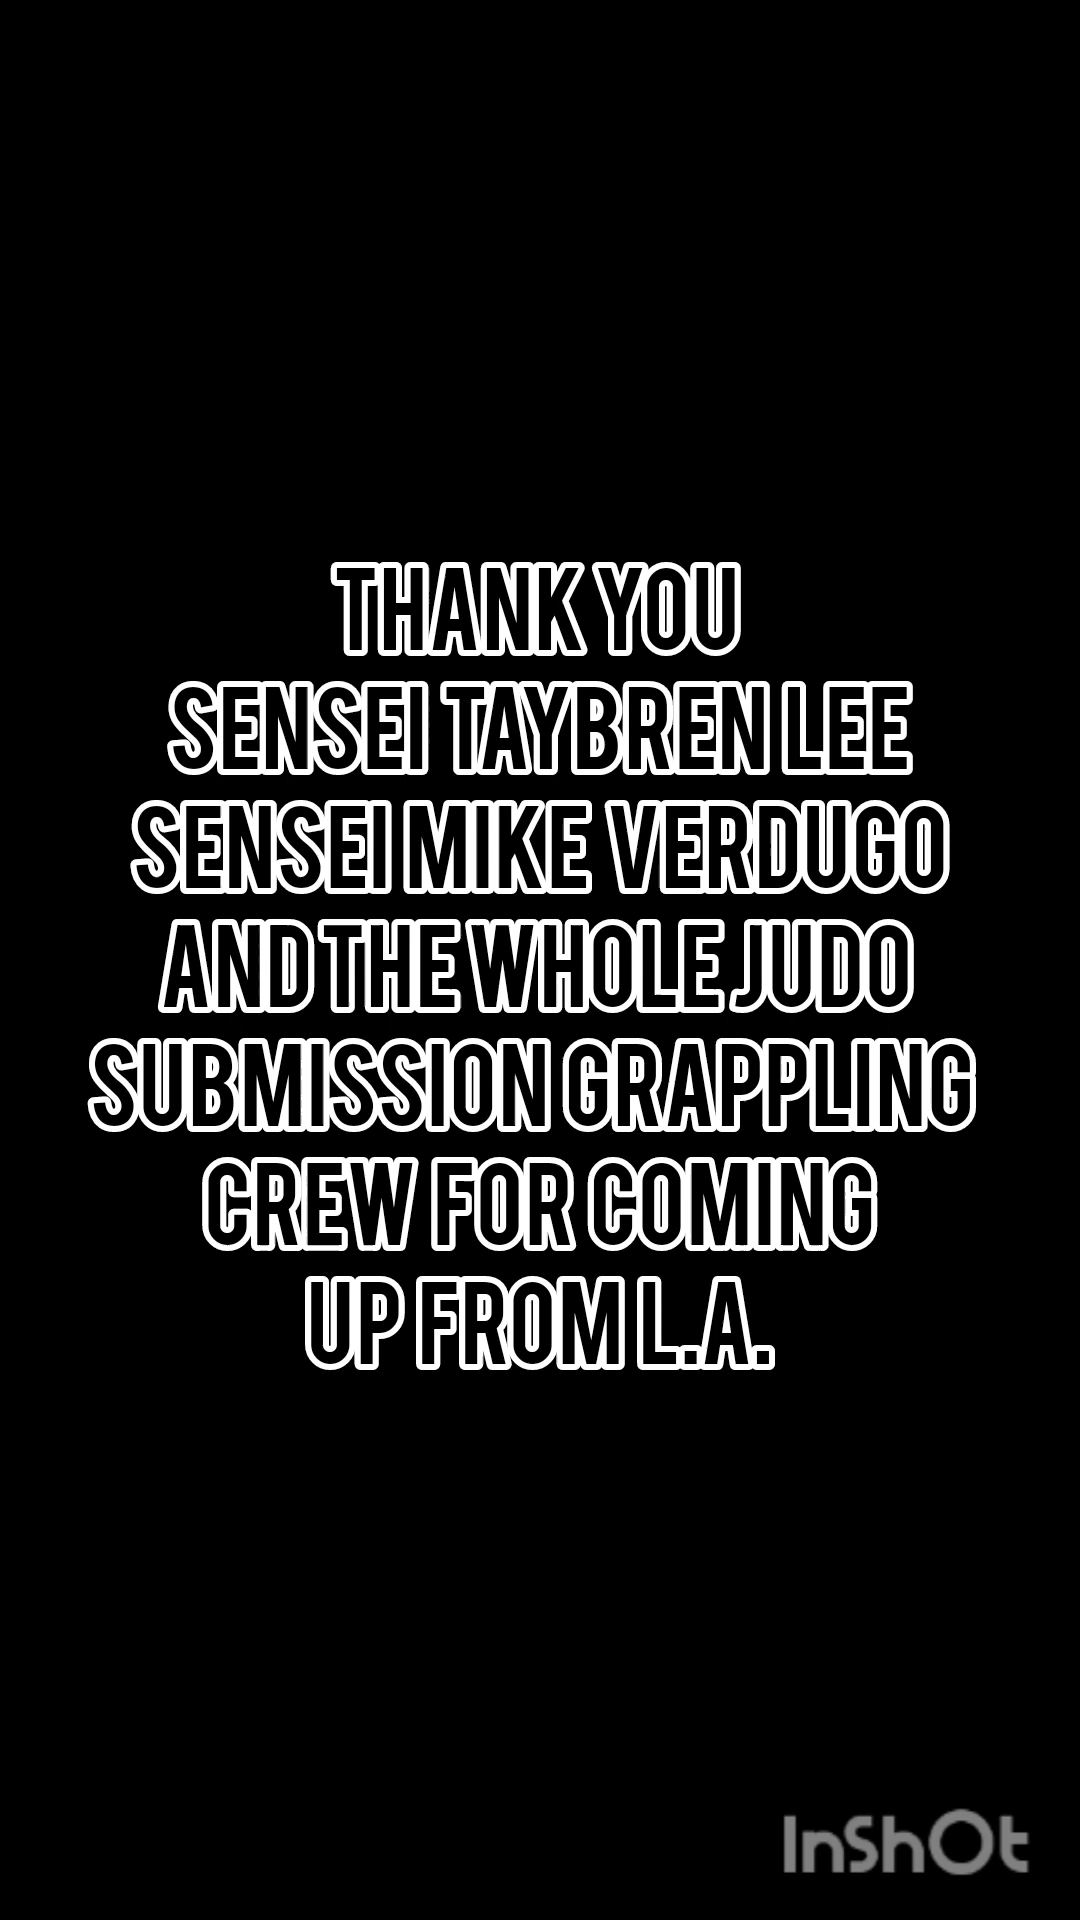 THANK YOU
SENSEI TAYBREN LEE
SENSEI MIKE VERDUGO
AND THE WHOLE JUDO
SUBMISSION GRAPPLING
CREW FOR COMING
UP FROM L.A.
InShOt